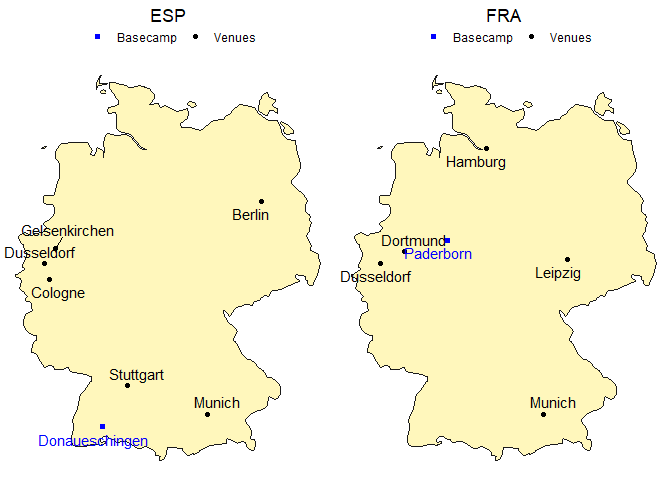 ESP
Basecamp Venues
Berlin
Gelsenkirchen
Dusseldorf
Cologne
Stuttgart
Munich
Donaueschingen
FRA
Basecamp Venues
Hamburg
Dortmund
Paderborn
Dusseldorf
Leipzig
Munich